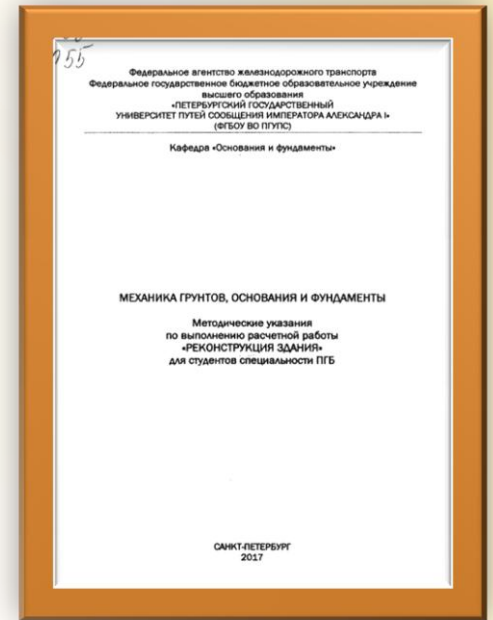 155
Федеральное агентство железнодорожного транспорта
Федеральное государственное бюджетное образовательное учреждение
высшего образования
«ПЕТЕРБУРГСКИЙ ГОСУДАРСТВЕННЫЙ
УНИВЕРСИТЕТ ПУТЕЙ СООБЩЕНИЯ ИМПЕРАТОРА АЛЕКСАНДРА I»
(ФГБОУ ВО ПГУПС)
Кафедра «Основания и фундаменты»
МЕХАНИКА ГРУНТОВ, ОСНОВАНИЯ И ФУНДАМЕНТЫ
Методические указания
по выполнению расчетной работы
«РЕКОНСТРУКЦИЯ ЗДАНИЯ»
для студентов специальности ПГБ
САНКТ-ПЕТЕРБУРГ
2017